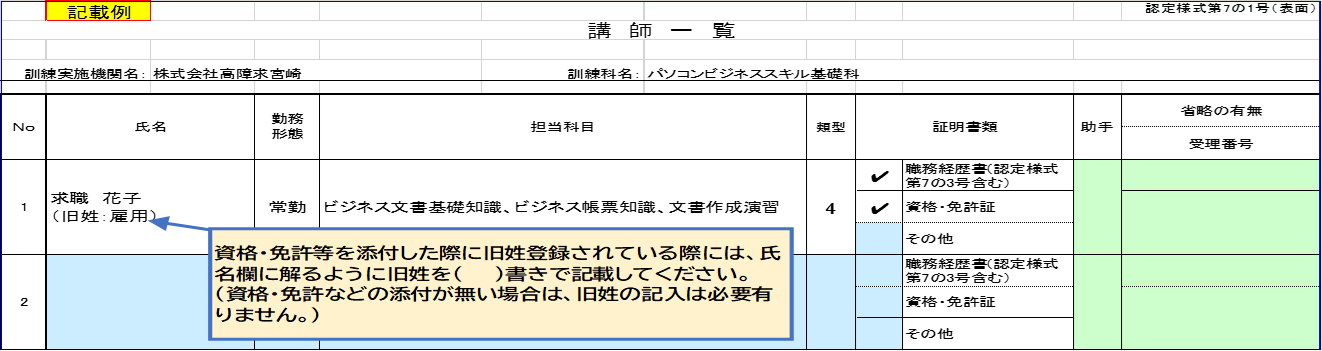 記載例
認定様式第7の1号(表面)
講 師 一 覧
訓練実施機関名: 株式会社高障求宮崎
訓練科名: パソコンビジネススキル基礎科
No
氏名
勤務
形態
担当科目
類型
証明書類
助手
省略の有無
受理番号
1
求職 花子
(旧姓:雇用)
常勤
ビジネス文書基礎知識、ビジネス帳票知識、文書作成演習
4
✔
職務経歴書(認定様式
第7の3号含む)
✔
資格・免許証
その他
資格・免許等を添付した際に旧姓登録されている際には、氏
名欄に解るように旧姓を( )書きで記載してください。
(資格・免許などの添付が無い場合は、旧姓の記入は必要有
りません。)
2
職務経歴書(認定様式
第7の3号含む)
資格・免許証
その他